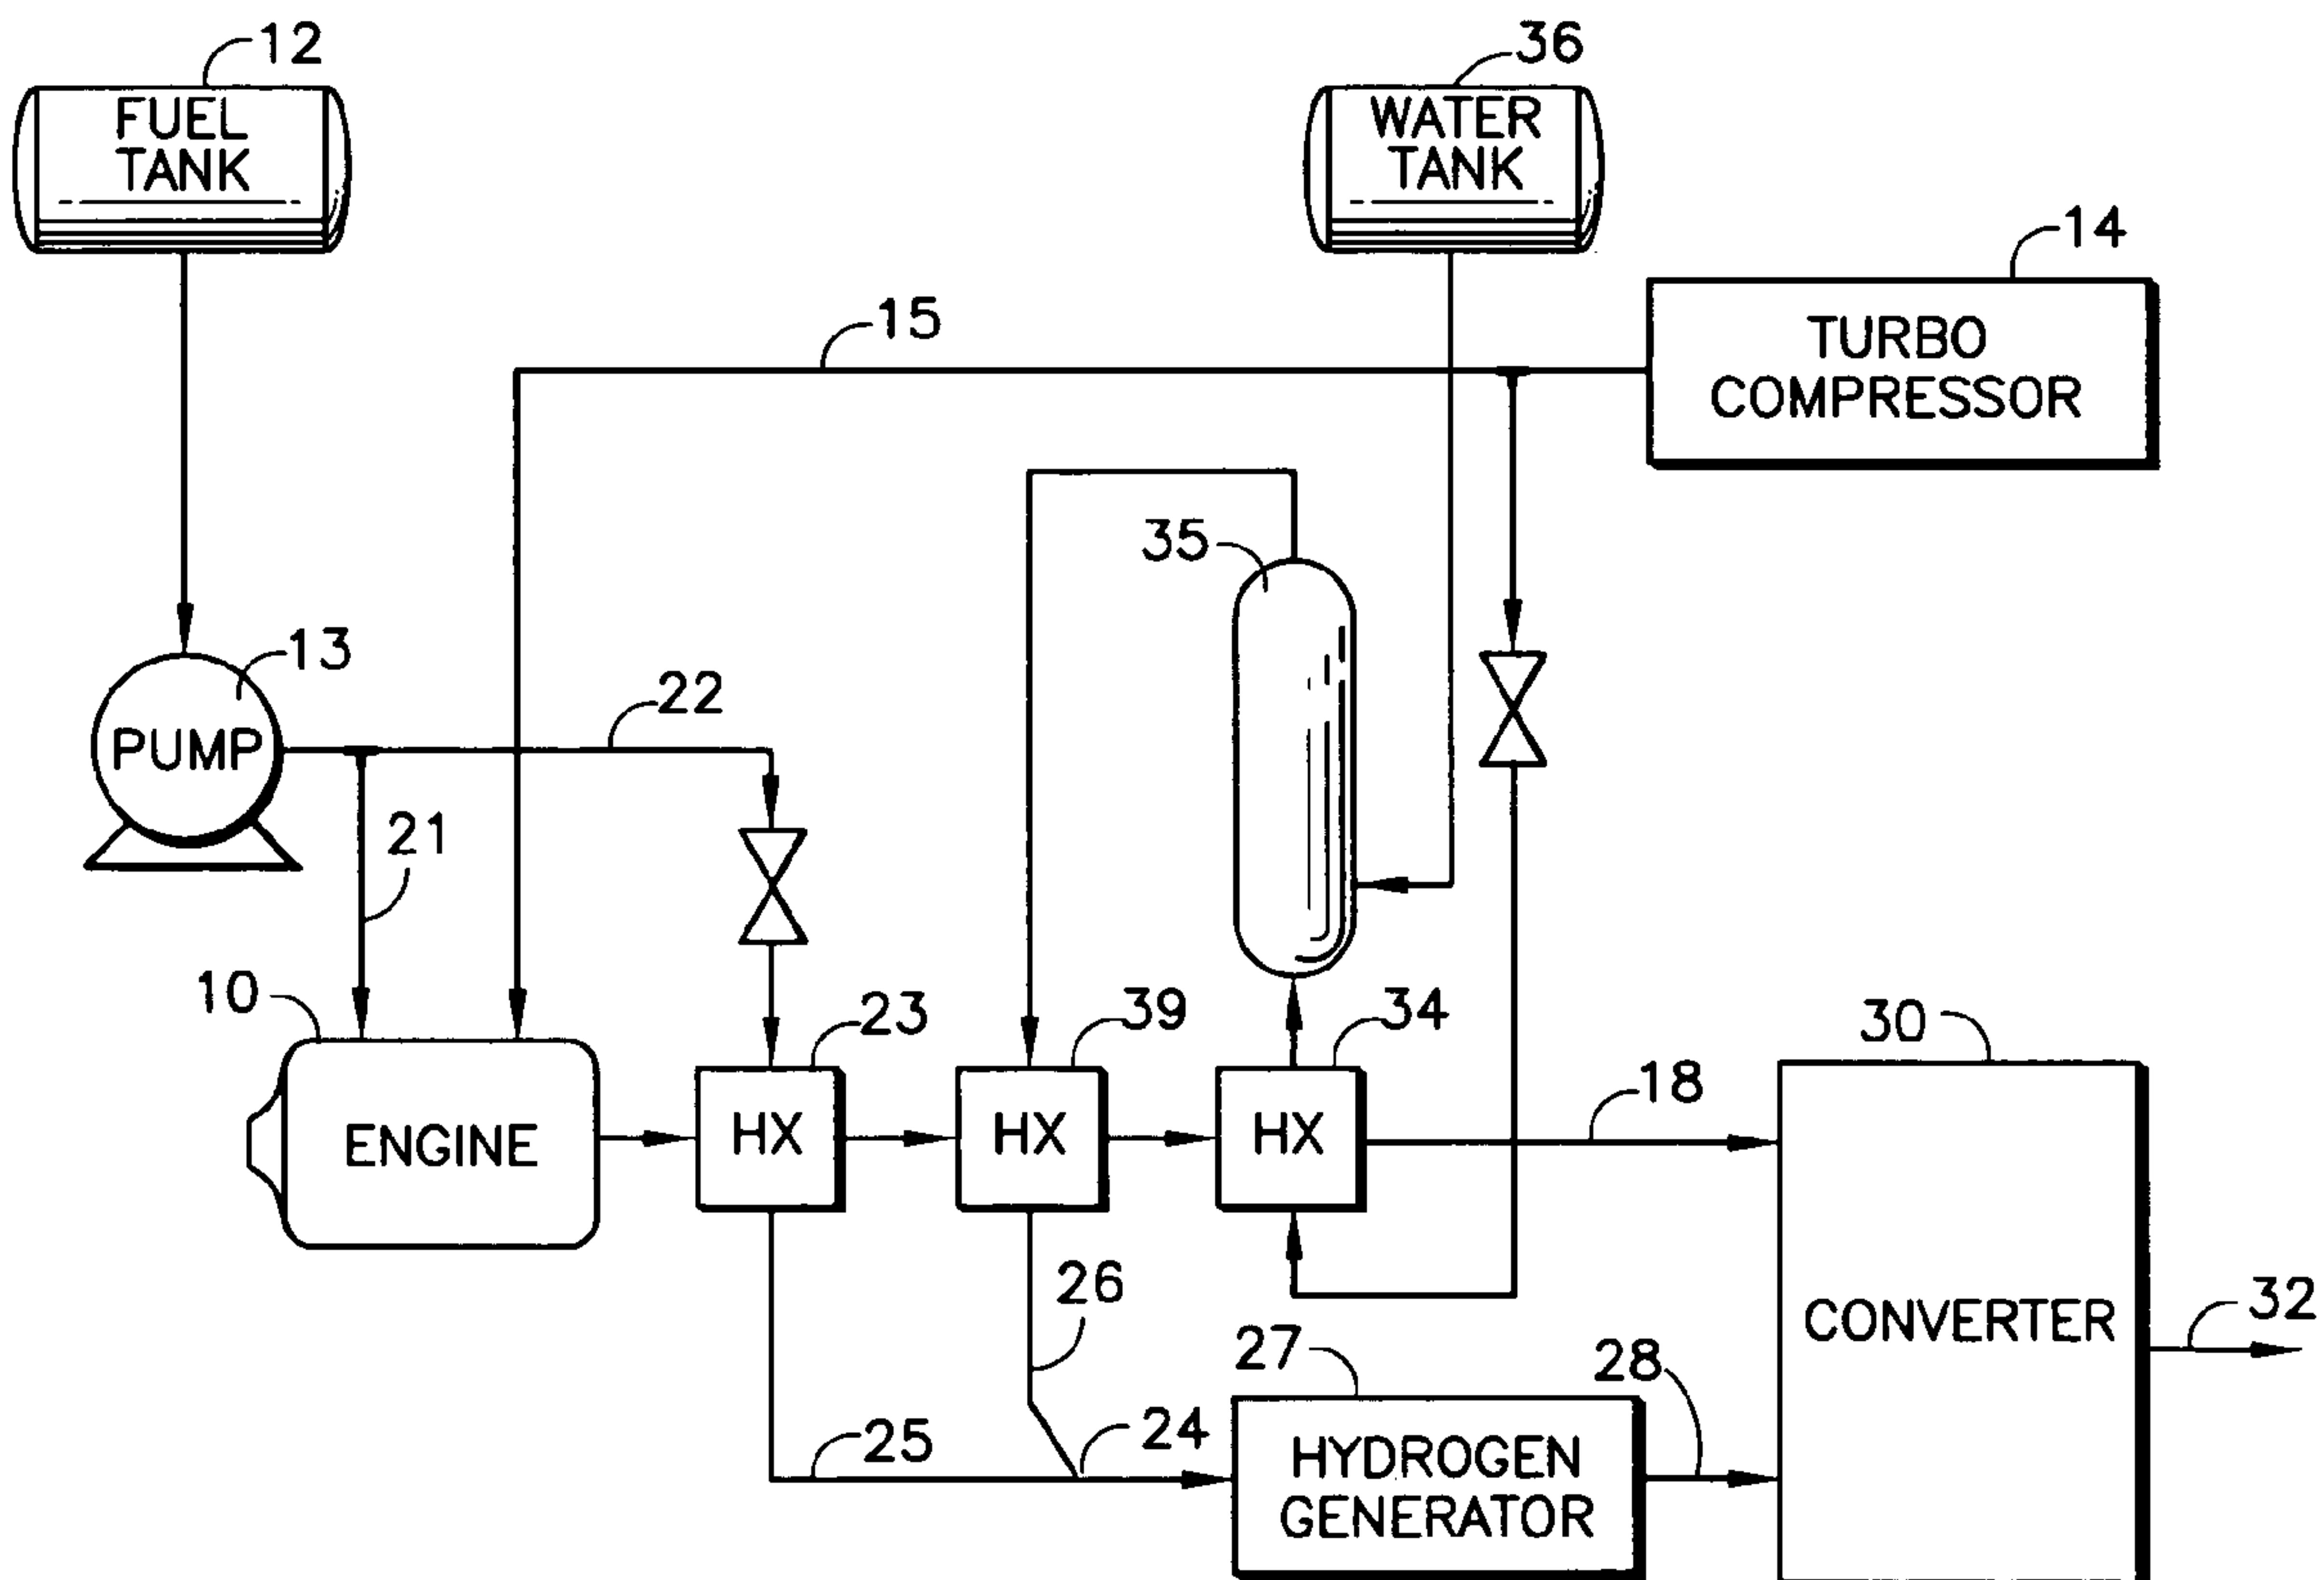 12
36
FUEL
TANK
WATER
TANK
14
15
TURBO
COMPRESSOR
35
13
22
PUMP
21
10
23
39
34
30
18
ENGINE
HX
HX
HX
26
32
CONVERTER
27
28
25
24
HYDROGEN
GENERATOR